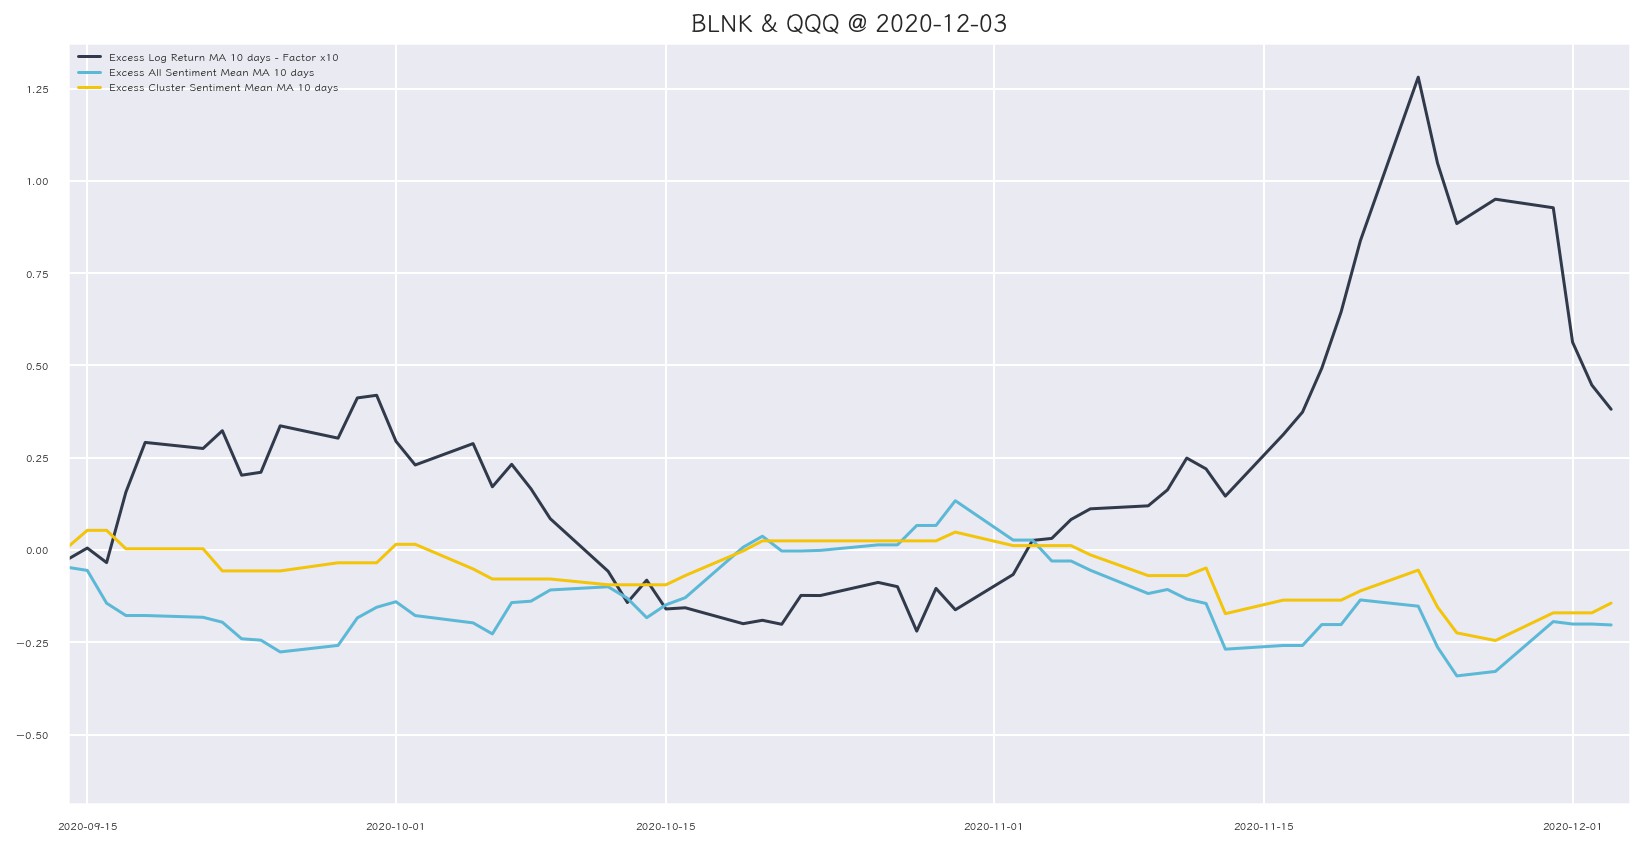 BLNK & QQQ @ 2020-12-03
Excess Log Return MA 10 days - Factor x10
Excess All Sentiment Mean MA 10 days
Excess Cluster Sentiment Mean MA 10 days
1.25
1.00
0.75
0.50
0.25
0.00
−0.25
−0.50
2020-09-15 2020-10-01 2020-10-15 2020-11-01 2020-11-15 2020-12-01